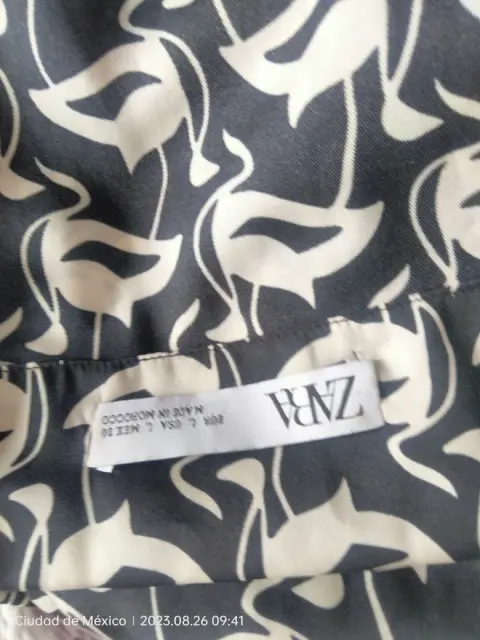 ZARA
EUR L USA L MEX 30
MADE IN MOROCCO
Ciudad de México | 2023.08.26 09:41